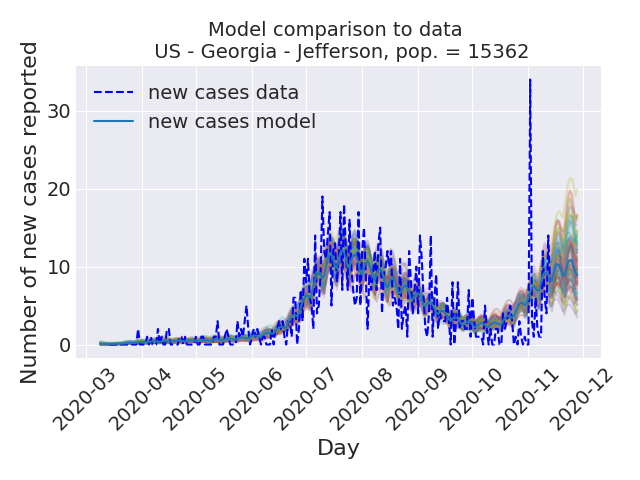 Model comparison to data
US - Georgia - Jefferson, pop. = 15362
Number of new cases reported
30
20
10
0
new cases data
new cases model
2020-03
2020-04
2020-05
2020-06
2020-07
2020-08
2020-09
2020-10
2020-11
2020-12
Day